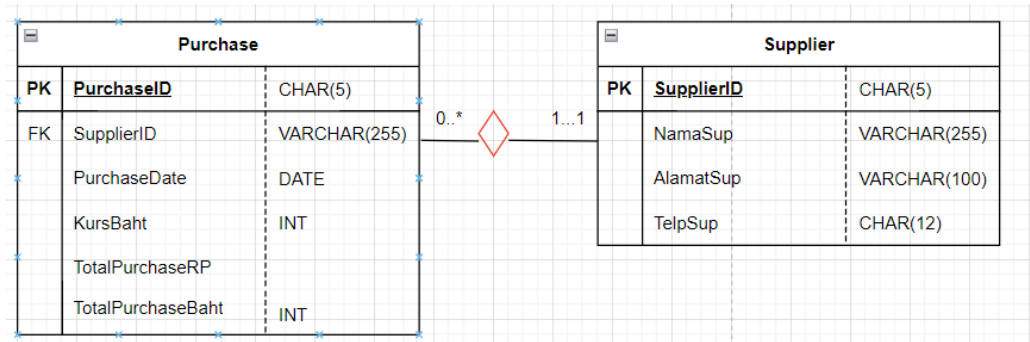 Purchase
PK PurchaseID CHAR(5)
FK SupplierID VARCHAR(255)
PurchaseDate DATE
KursBaht INT
TotalPurchaseRP
TotalPurchaseBaht INT
0..* 1...1
Supplier
PK SupplierID CHAR(5)
NamaSup VARCHAR(255)
AlamatSup VARCHAR(100)
TelpSup CHAR(12)